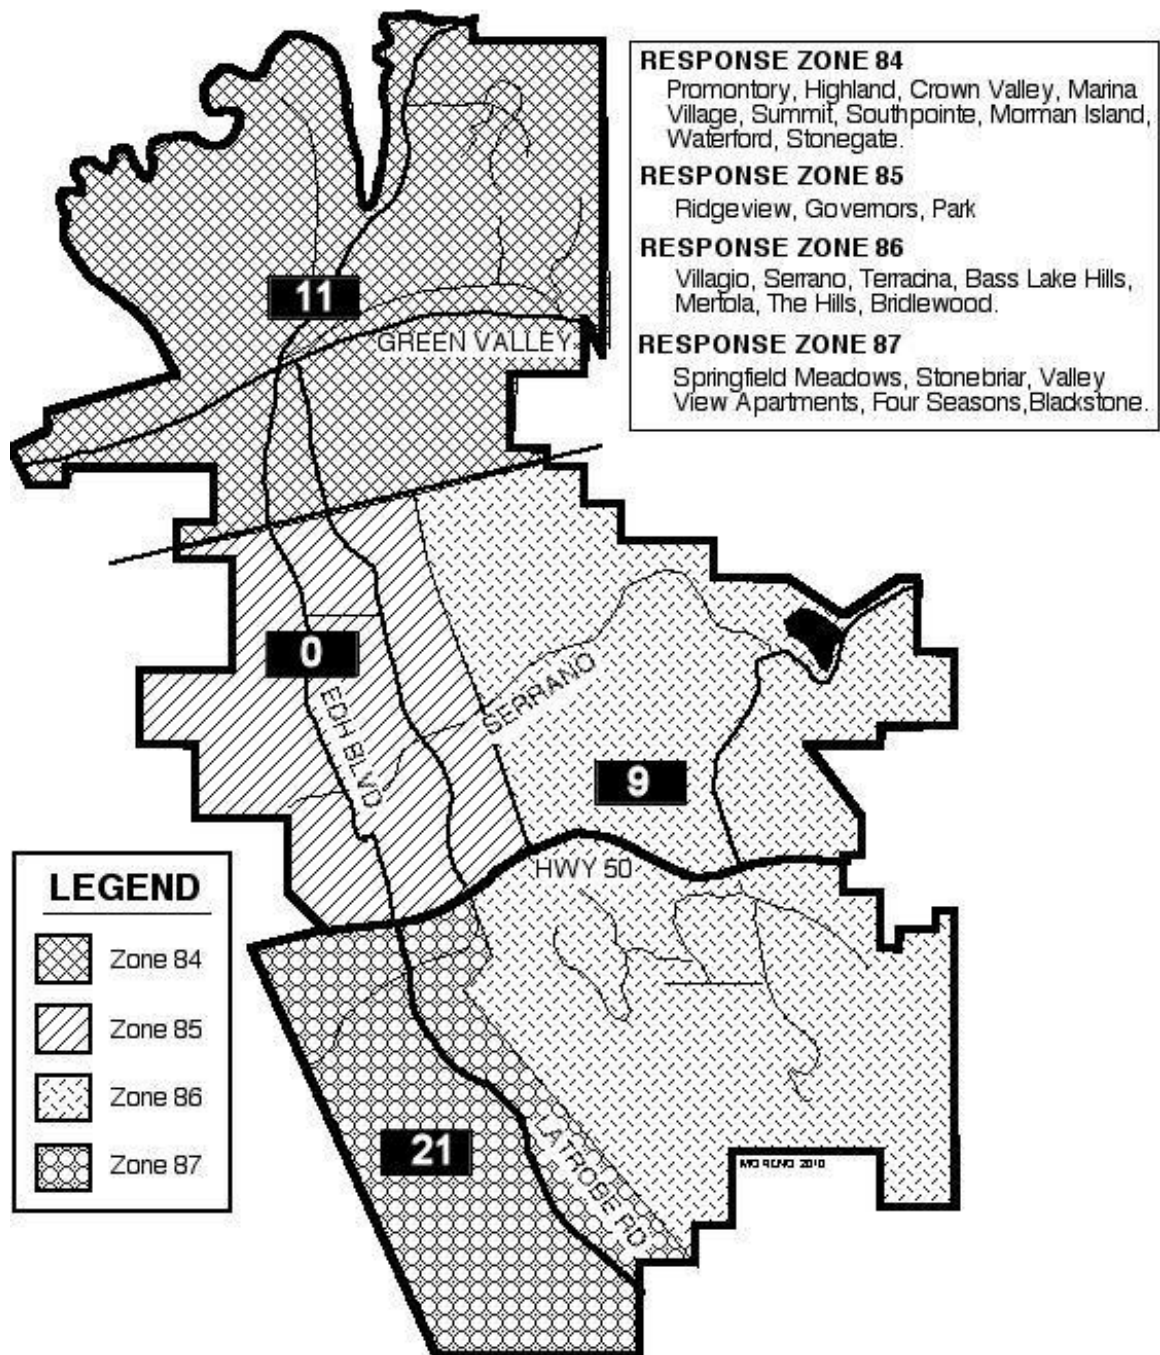 RESPONSE ZONE 84
Promontory, Highland, Crown Valley, Marina
Village, Summit, Southpointe, Morman Island,
Waterford, Stonegate.
RESPONSE ZONE 85
Ridgeview, Governors, Park
RESPONSE ZONE 86
Villagio, Serrano, Terracina, Bass Lake Hills,
Mertola, The Hills, Bridlewood.
RESPONSE ZONE 87
Springfield Meadows, Stonebriar, Valley
View Apartments, Four Seasons,Blackstone.
11
GREEN VALLEY
0
EDH BLVD
SERRANO
9
HWY 50
LEGEND
Zone 84
Zone 85
Zone 86
Zone 87
21
LATROBE RD
MORENO 2010